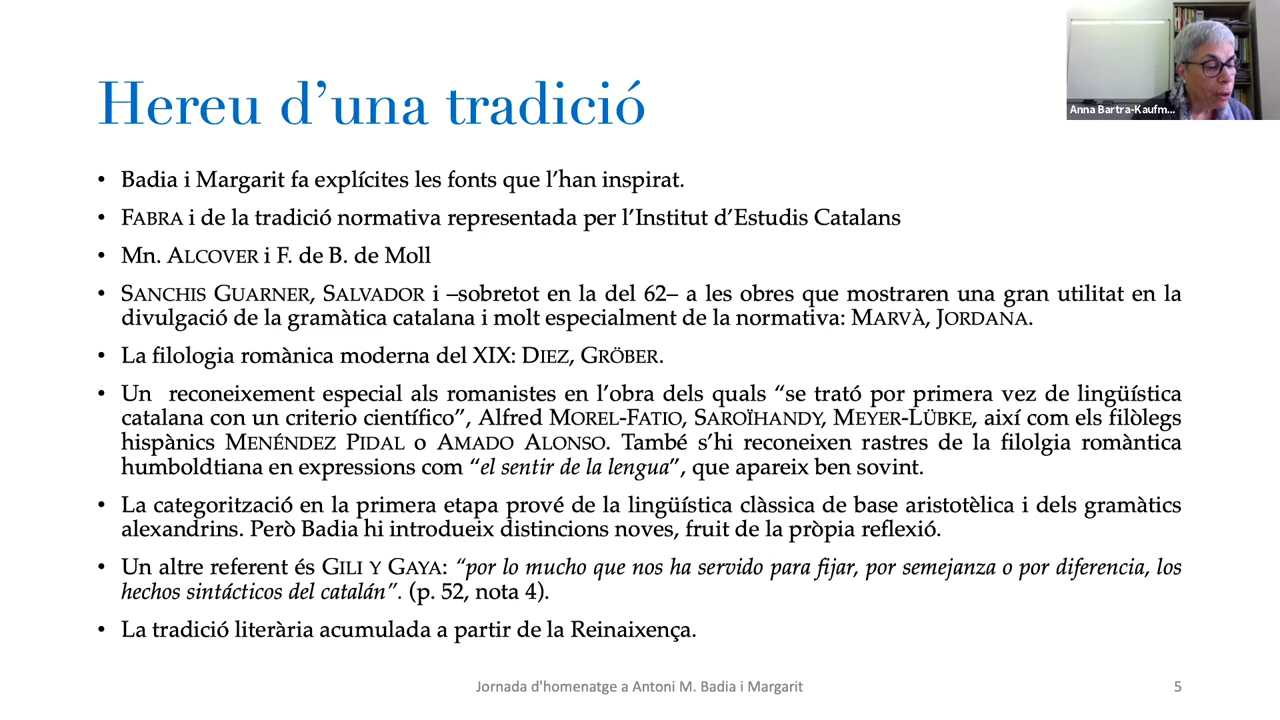 Hereu d’una tradició
Anna Bartra-Kaufm...
• Badia i Margarit fa explícites les fonts que l’han inspirat.
• FABRA i de la tradició normativa representada per l’Institut d’Estudis Catalans
• Mn. ALCOVER i F. de B. de Moll
• SANCHIS GUARNER, SALVADOR i –sobretot en la del 62– a les obres que mostraren una gran utilitat en la
divulgació de la gramàtica catalana i molt especialment de la normativa: MARVÀ, JORDANA.
• La filologia romànica moderna del XIX: DIEZ, GRÖBER.
• Un reconeixement especial als romanistes en l’obra dels quals “se trató por primera vez de lingüística
catalana con un criterio científico”, Alfred MOREL-FATIO, SAROÏHANDY, MEYER-LÜBKE, així com els filòlegs
hispànics MENÉNDEZ PIDAL o AMADO ALONSO. També s’hi reconeixen rastres de la filolgia romàntica
humboldtiana en expressions com “el sentir de la lengua”, que apareix ben sovint.
• La categorització en la primera etapa prové de la lingüística clàssica de base aristotèlica i dels gramàtics
alexandrins. Però Badia hi introdueix distincions noves, fruit de la pròpia reflexió.
• Un altre referent és GILI Y GAYA: “por lo mucho que nos ha servido para fijar, por semejanza o por diferencia, los
hechos sintácticos del catalán”. (p. 52, nota 4).
• La tradició literària acumulada a partir de la Reinaixença.
Jornada d'homenatge a Antoni M. Badia i Margarit
5